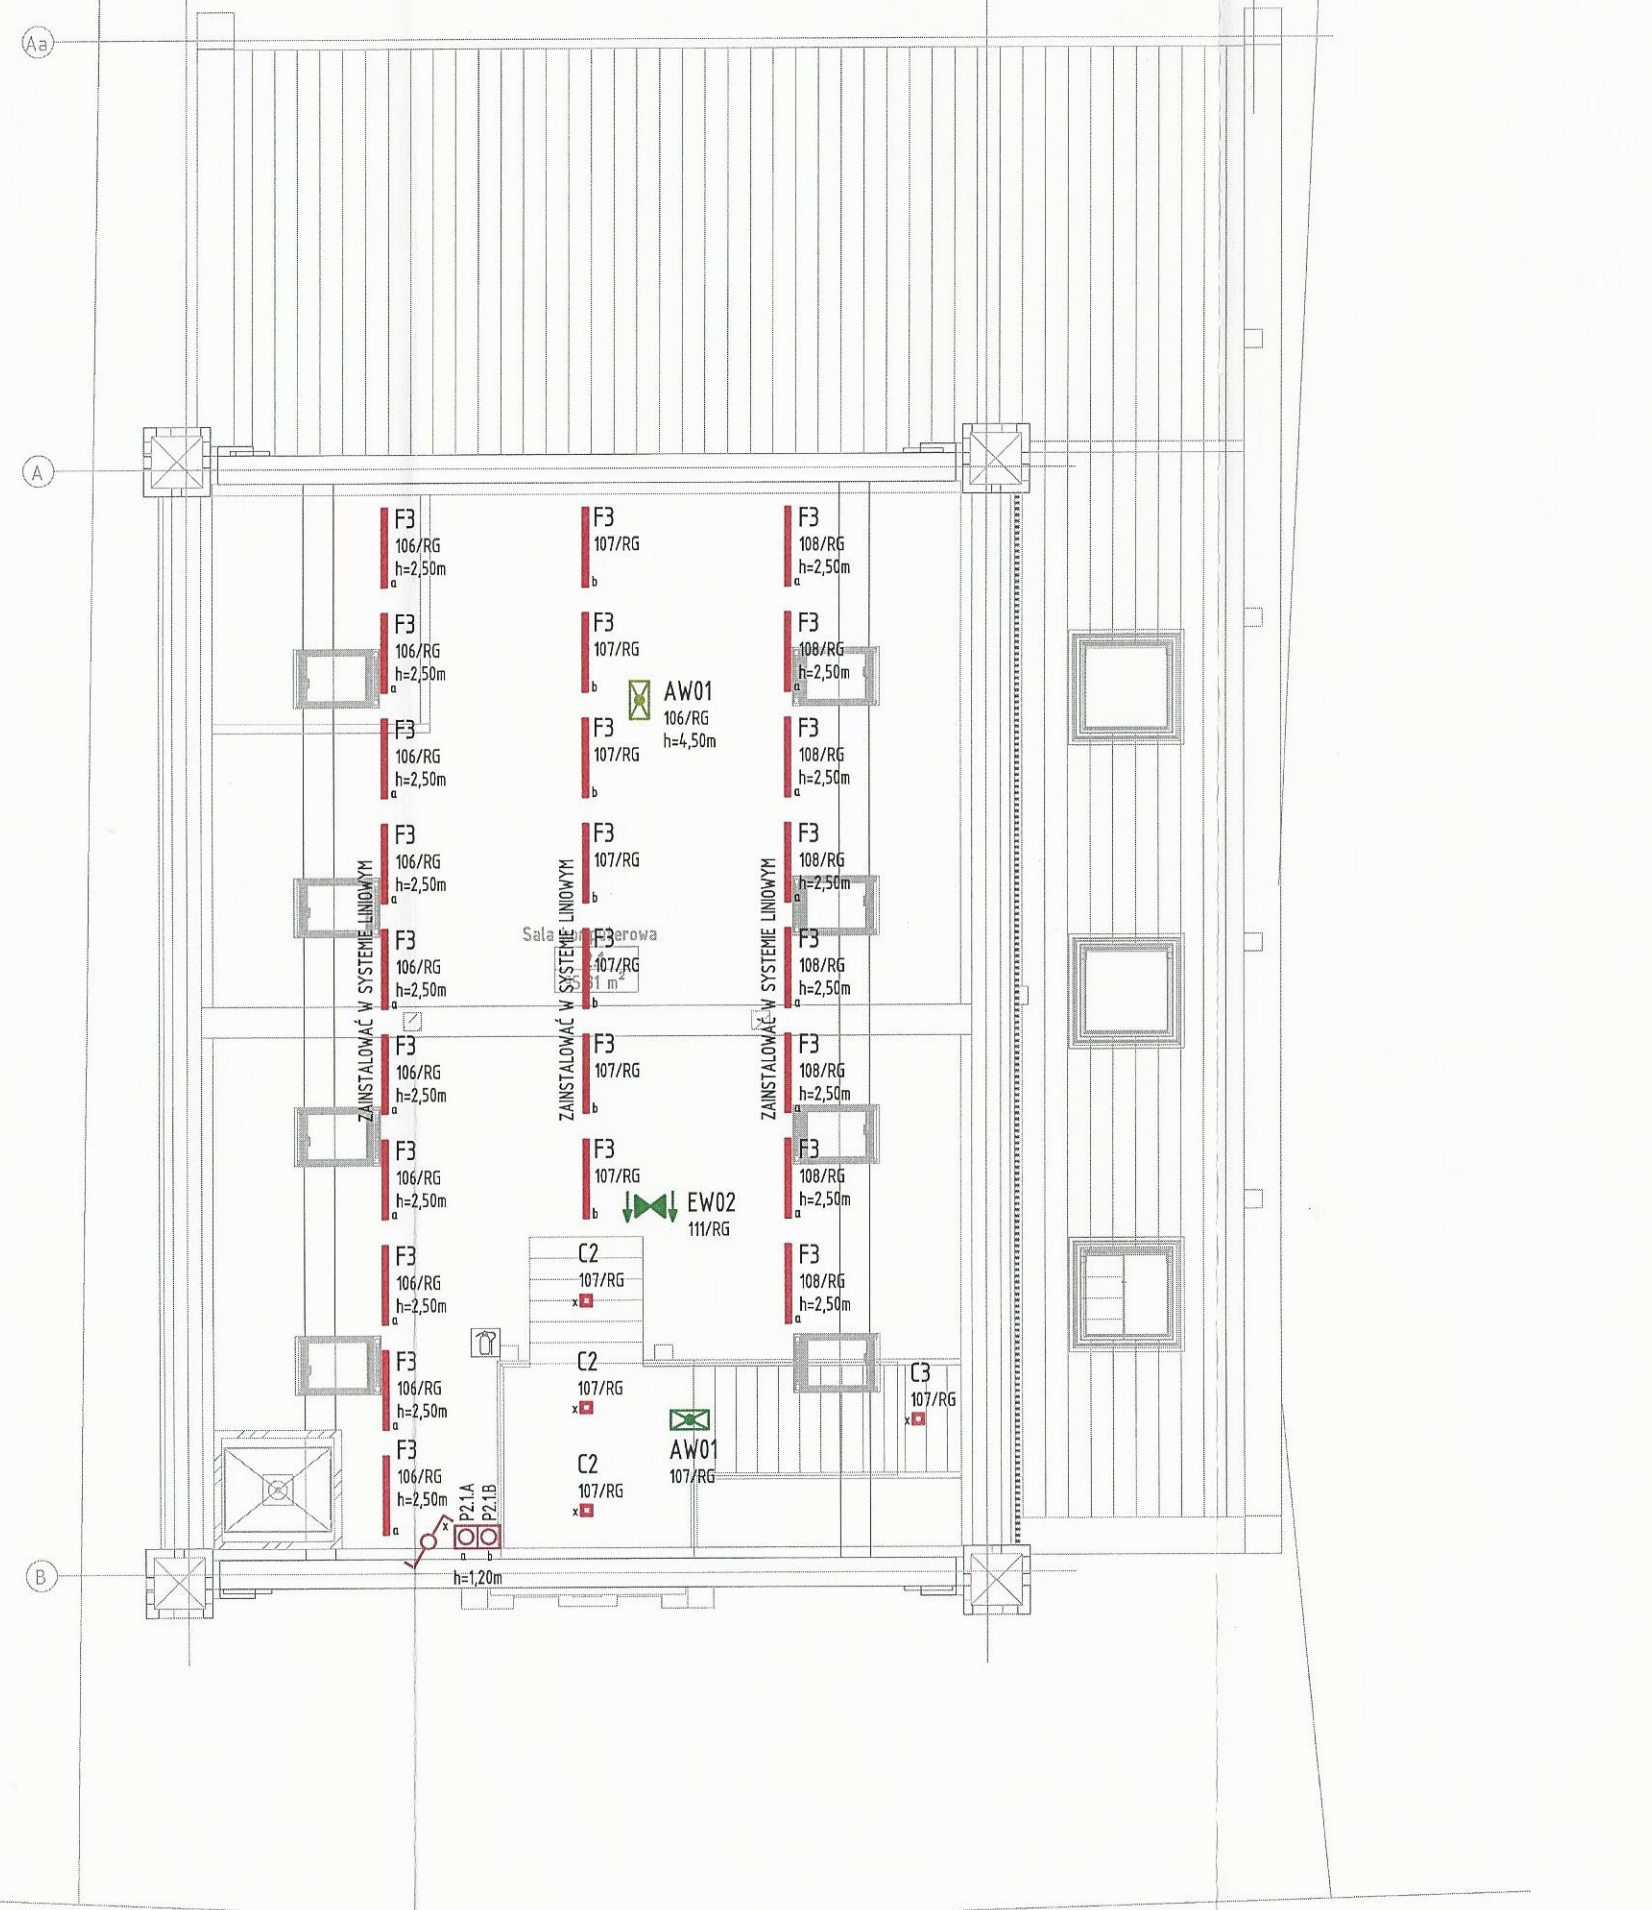 Aa
A
F3
106/RG
h=2,50m
a
F3
107/RG
b
F3
108/RG
h=2,50m
a
F3
106/RG
h=2,50m
a
F3
107/RG
b
F3
108/RG
h=2,50m
a
AW01
106/RG
h=4,50m
F3
106/RG
h=2,50m
a
F3
107/RG
b
F3
108/RG
h=2,50m
a
F3
106/RG
h=2,50m
a
F3
107/RG
b
F3
108/RG
h=2,50m
a
ZAINSTALOWAĆ W SYSTEMIE LINIOWYM
ZAINSTALOWAĆ W SYSTEMIE LINIOWYM
ZAINSTALOWAĆ W SYSTEMIE LINIOWYM
Sala
F3
106/RG
h=2,50m
a
F3
107/RG
m²
b
F3
108/RG
h=2,50m
a
F3
106/RG
h=2,50m
a
F3
107/RG
b
F3
108/RG
h=2,50m
a
F3
106/RG
h=2,50m
a
F3
107/RG
b
F3
108/RG
h=2,50m
a
EW02
111/RG
F3
106/RG
h=2,50m
a
C2
107/RG
x
F3
108/RG
h=2,50m
a
F3
106/RG
h=2,50m
a
C2
107/RG
x
C3
107/RG
x
AW01
107/RG
F3
106/RG
h=2,50m
a
C2
107/RG
x
P2.1.A
P2.1.B
x
a
b
h=1,20m
B